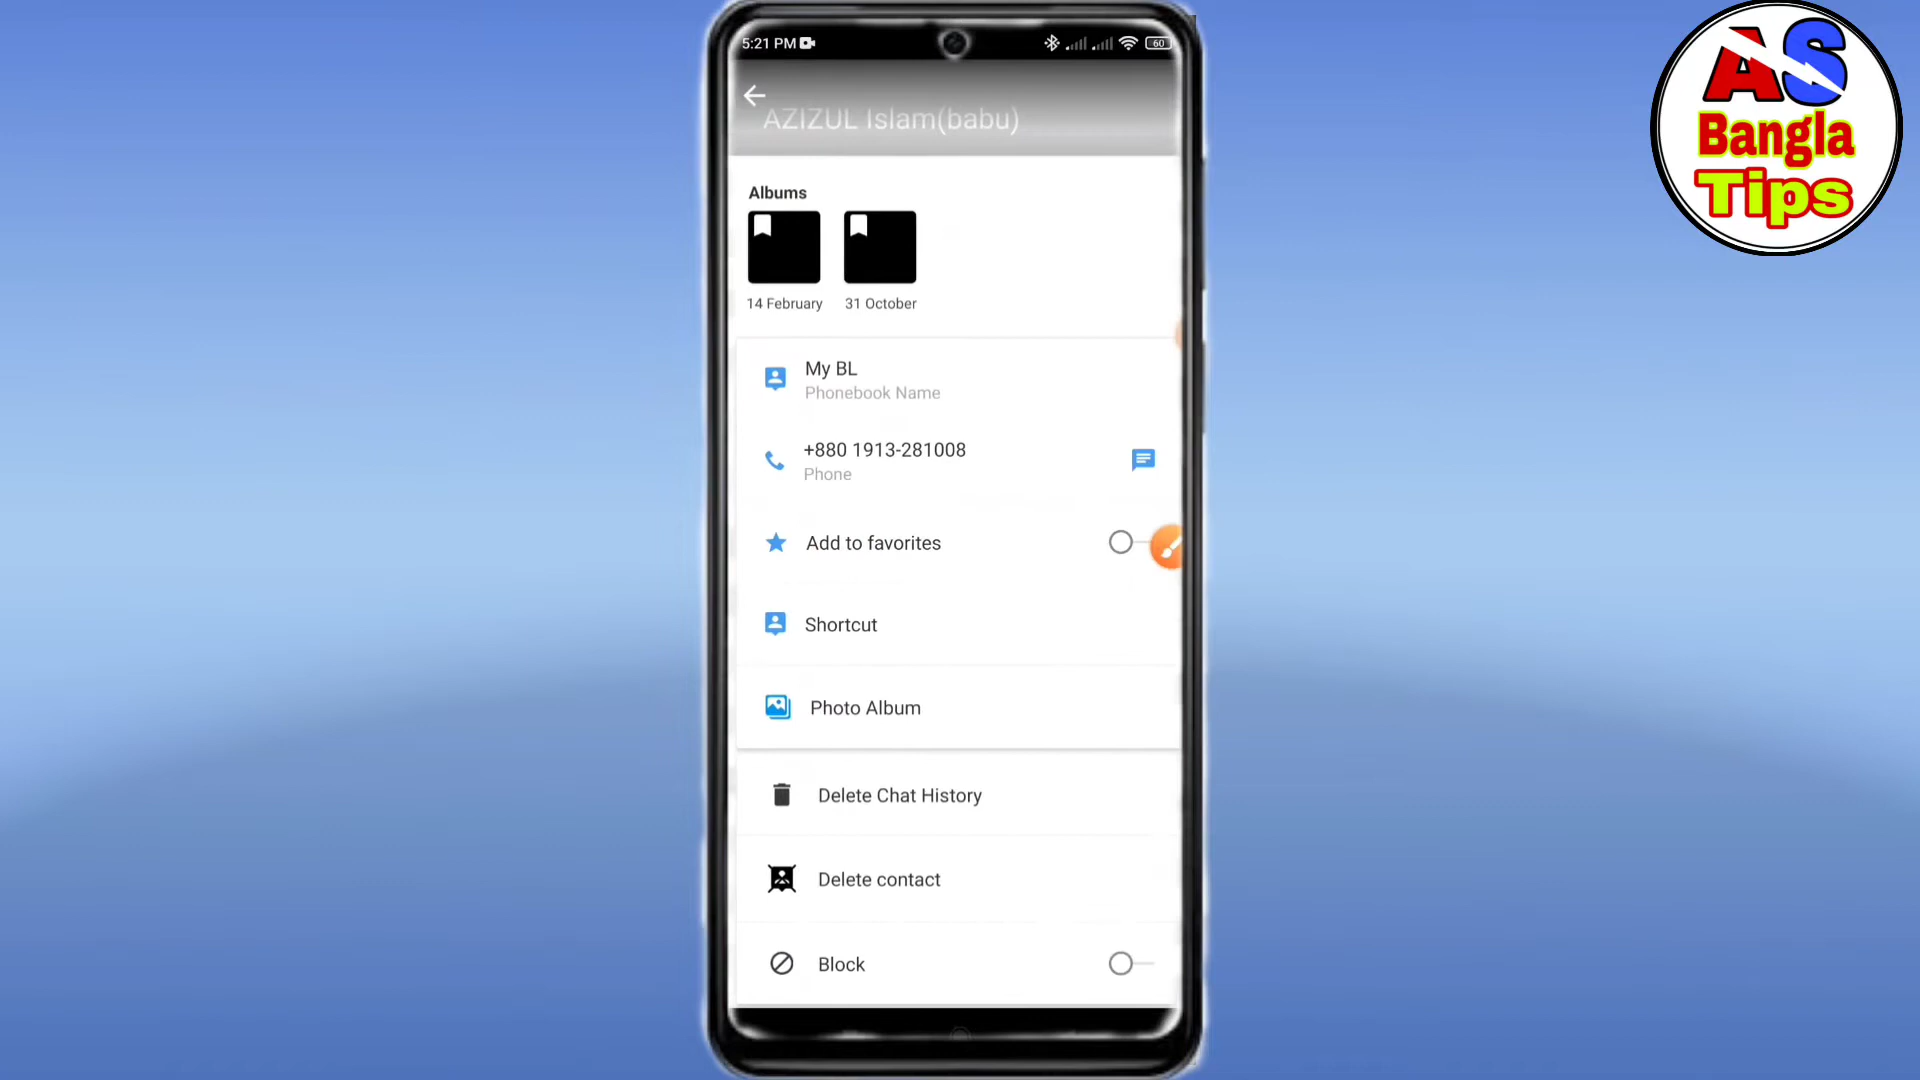 5:21 PM
60
AZIZUL Islam(babu)
Albums
14 February 31 October
My BL
Phonebook Name
+880 1913-281008
Phone
Add to favorites
Shortcut
Photo Album
Delete Chat History
Delete contact
Block
AS
Bangla
Tips